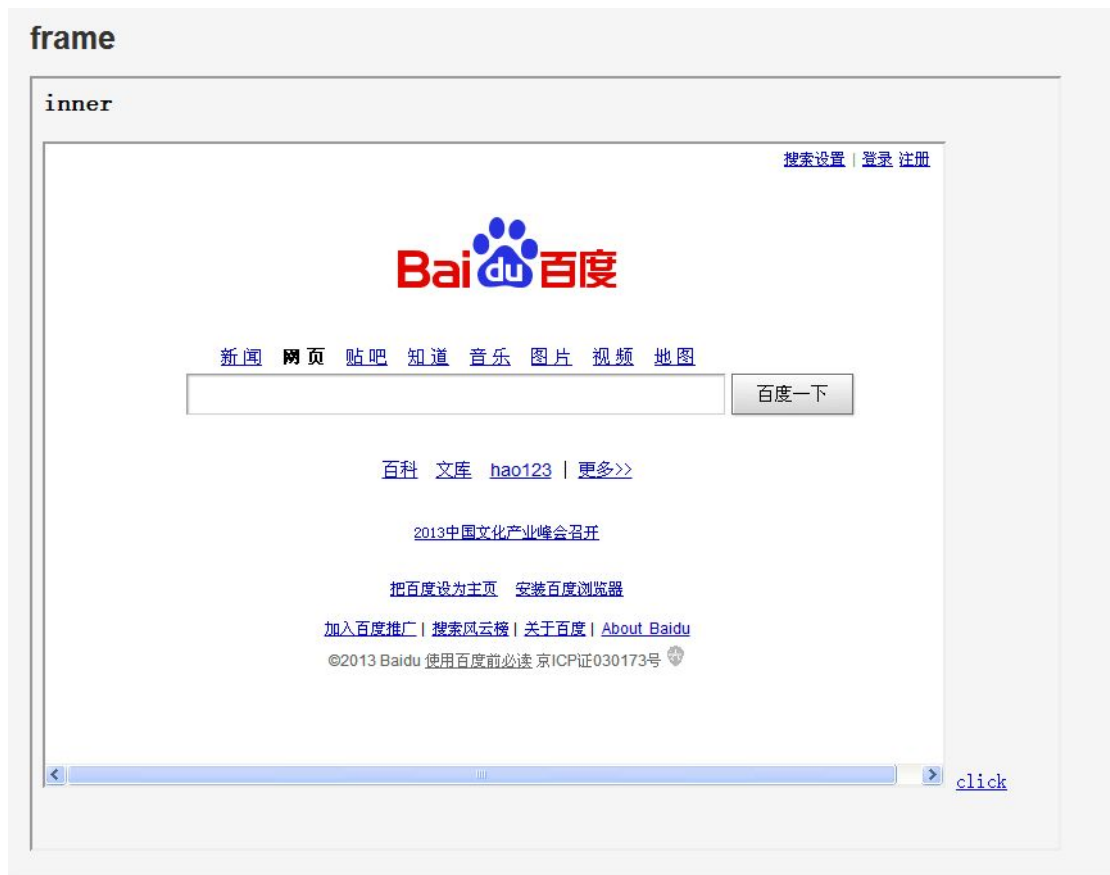 frame
inner
搜索设置 | 登录 注册
Bai du 百度
新闻 网页 贴吧 知道 音乐 图片 视频 地图
百度一下
百科 文库 hao123 | 更多>>
2013中国文化产业峰会召开
把百度设为主页 安装百度浏览器
加入百度推广 | 搜索风云榜 | 关于百度 | About Baidu
©2013 Baidu 使用百度前必读 京ICP证030173号
click